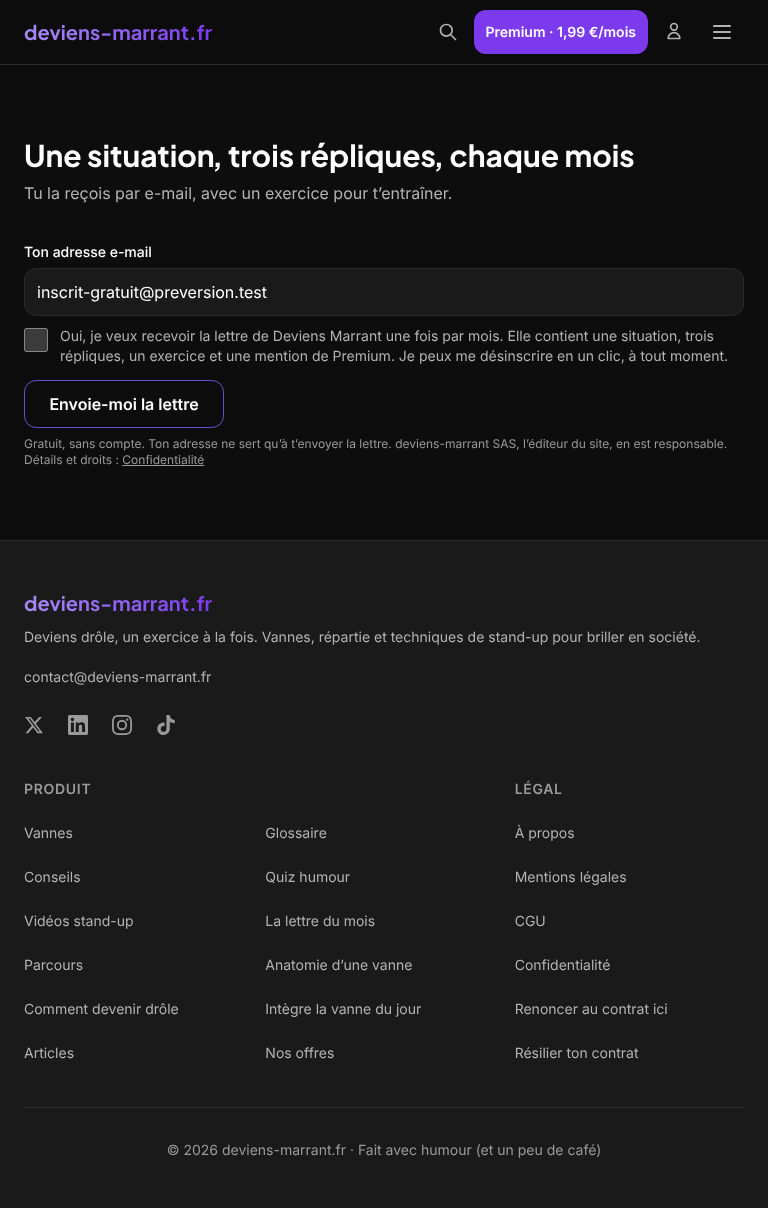 deviens-marrant.fr
Premium · 1,99 €/mois
Une situation, trois répliques, chaque mois
Tu la reçois par e-mail, avec un exercice pour t’entraîner.
Ton adresse e-mail
inscrit-gratuit@preversion.test
Oui, je veux recevoir la lettre de Deviens Marrant une fois par mois. Elle contient une situation, trois
répliques, un exercice et une mention de Premium. Je peux me désinscrire en un clic, à tout moment.
Envoie-moi la lettre
Gratuit, sans compte. Ton adresse ne sert qu’à t’envoyer la lettre. deviens-marrant SAS, l’éditeur du site, en est responsable.
Détails et droits : Confidentialité
deviens-marrant.fr
Deviens drôle, un exercice à la fois. Vannes, répartie et techniques de stand-up pour briller en société.
contact@deviens-marrant.fr
PRODUIT
Vannes
Conseils
Vidéos stand-up
Parcours
Comment devenir drôle
Articles
Glossaire
Quiz humour
La lettre du mois
Anatomie d’une vanne
Intègre la vanne du jour
Nos offres
LÉGAL
À propos
Mentions légales
CGU
Confidentialité
Renoncer au contrat ici
Résilier ton contrat
© 2026 deviens-marrant.fr · Fait avec humour (et un peu de café)